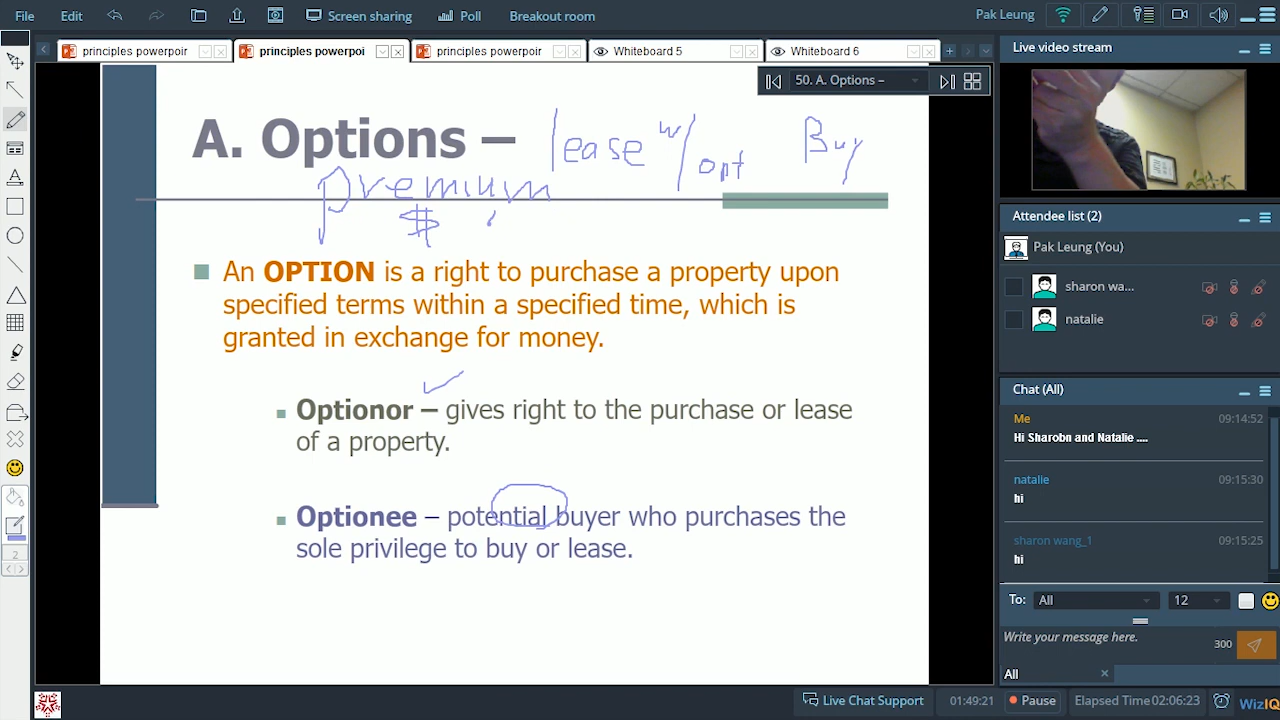 File Edit Screen sharing Poll Breakout room Pak Leung
principles powerpoir principles powerpoi principles powerpoir Whiteboard 5 Whiteboard 6
50. A. Options –
A. Options – lease w/ opt Buy
premium
$
An OPTION is a right to purchase a property upon
specified terms within a specified time, which is
granted in exchange for money.
Optionor – gives right to the purchase or lease
of a property.
Optionee – potential buyer who purchases the
sole privilege to buy or lease.
2
Live video stream
Attendee list (2)
Pak Leung (You)
sharon wa...
natalie
Chat (All)
Me 09:14:52
Hi Sharobn and Natalie ....
natalie 09:15:30
hi
sharon wang_1 09:15:25
hi
To: All 12
Write your message here. 300
All
Live Chat Support 01:49:21 Pause Elapsed Time 02:06:23 WizIQ